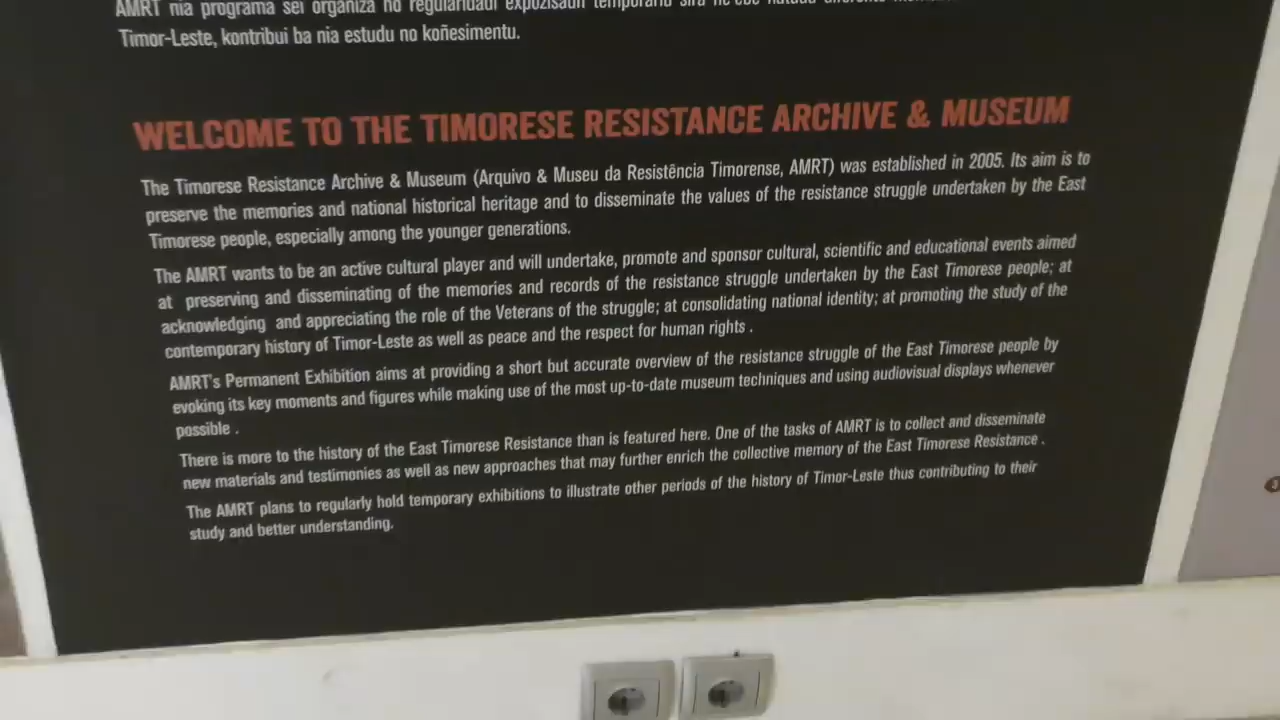 AMRT nia programa sei organiza ho regularidade expozisaun temporáriu sira
Timor-Leste, kontribui ba nia estudu no koñesimentu.
WELCOME TO THE TIMORESE RESISTANCE ARCHIVE & MUSEUM
The Timorese Resistance Archive & Museum (Arquivo & Museu da Resistência Timorense, AMRT) was established in 2005. Its aim is to
preserve the memories and national historical heritage and to disseminate the values of the resistance struggle undertaken by the East
Timorese people, especially among the younger generations.
The AMRT wants to be an active cultural player and will undertake, promote and sponsor cultural, scientific and educational events aimed
at preserving and disseminating of the memories and records of the resistance struggle undertaken by the East Timorese people; at
acknowledging and appreciating the role of the Veterans of the struggle; at consolidating national identity; at promoting the study of the
contemporary history of Timor-Leste as well as peace and the respect for human rights .
AMRT's Permanent Exhibition aims at providing a short but accurate overview of the resistance struggle of the East Timorese people by
evoking its key moments and figures while making use of the most up-to-date museum techniques and using audiovisual displays whenever
possible .
There is more to the history of the East Timorese Resistance than is featured here. One of the tasks of AMRT is to collect and disseminate
new materials and testimonies as well as new approaches that may further enrich the collective memory of the East Timorese Resistance .
The AMRT plans to regularly hold temporary exhibitions to illustrate other periods of the history of Timor-Leste thus contributing to their
study and better understanding.